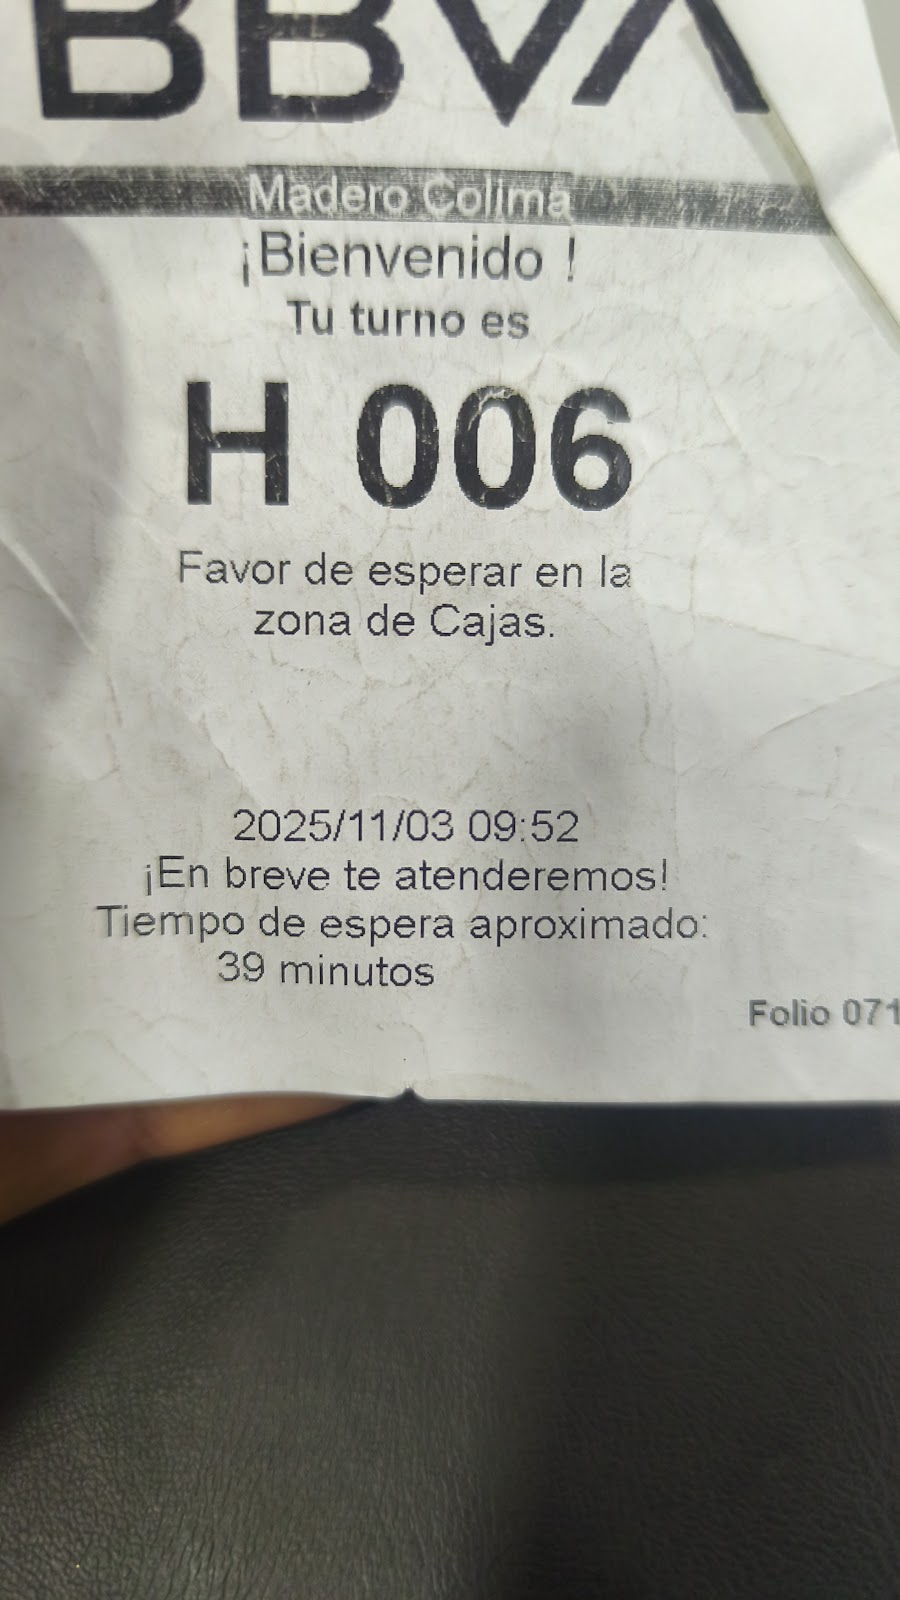 BBVA
Madero Colima
¡Bienvenido !
Tu turno es
H 006
Favor de esperar en la
zona de Cajas.
2025/11/03 09:52
¡En breve te atenderemos!
Tiempo de espera aproximado:
39 minutos
Folio 071